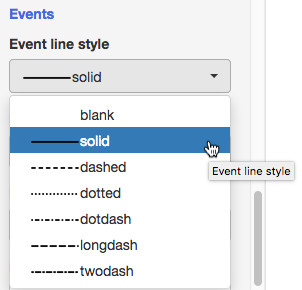 Events
Event line style
solid
blank
solid
dashed
Event line style
dotted
dotdash
longdash
twodash